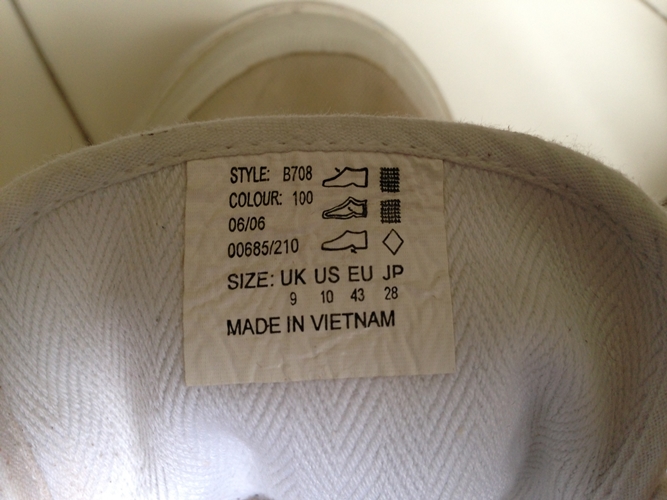 STYLE: B708
COLOUR: 100
06/06
00685/210
SIZE: UK US EU JP
9 10 43 28
MADE IN VIETNAM